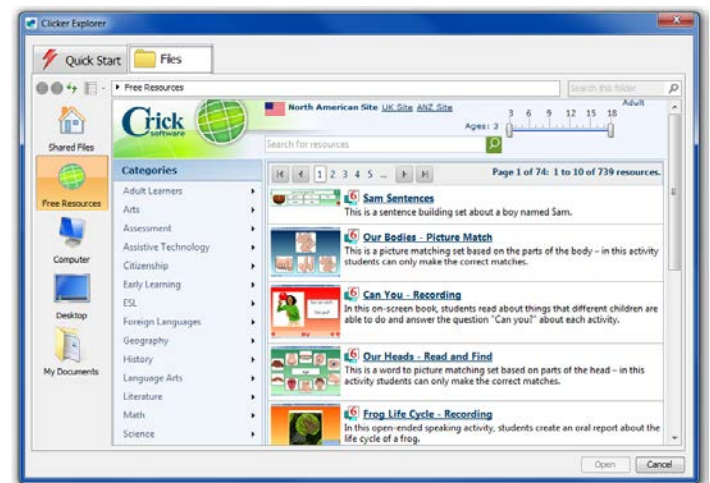 Clicker Explorer
Quick Start
Files
Free Resources
Search this folder
Shared Files
Free Resources
Computer
Desktop
My Documents
Crick
software
North American Site UK Site ANZ Site
Ages: 3
3 6 9 12 15 18
Adult
Search for resources
Categories
Adult Learners
Arts
Assessment
Assistive Technology
Citizenship
Early Learning
ESL
Foreign Languages
Geography
History
Language Arts
Literature
Math
Science
1 2 3 4 5 ...
Page 1 of 74: 1 to 10 of 739 resources.
6 Sam Sentences
This is a sentence building set about a boy named Sam.
6 Our Bodies - Picture Match
This is a picture matching set based on the parts of the body – in this activity
students can only make the correct matches.
6 Can You - Recording
In this on-screen book, students read about things that different children are
able to do and answer the question "Can you?" about each activity.
6 Our Heads - Read and Find
This is a word to picture matching set based on parts of the head – in this
activity students can only make the correct matches.
6 Frog Life Cycle - Recording
In this open-ended speaking activity, students create an oral report about the
life cycle of a frog.
Open
Cancel